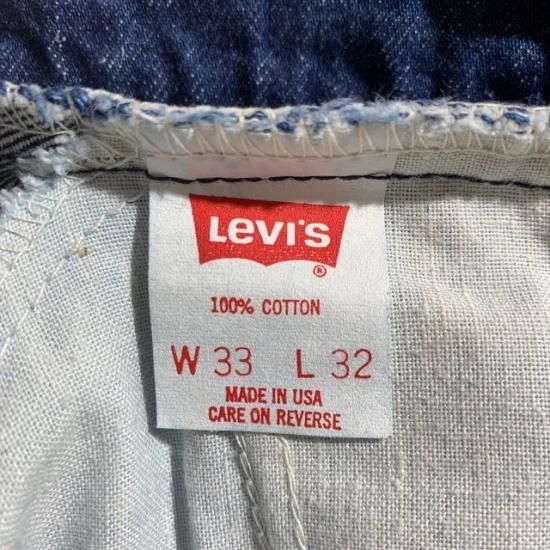 Levi's
®
100% COTTON
W 33 L 32
MADE IN USA
CARE ON REVERSE